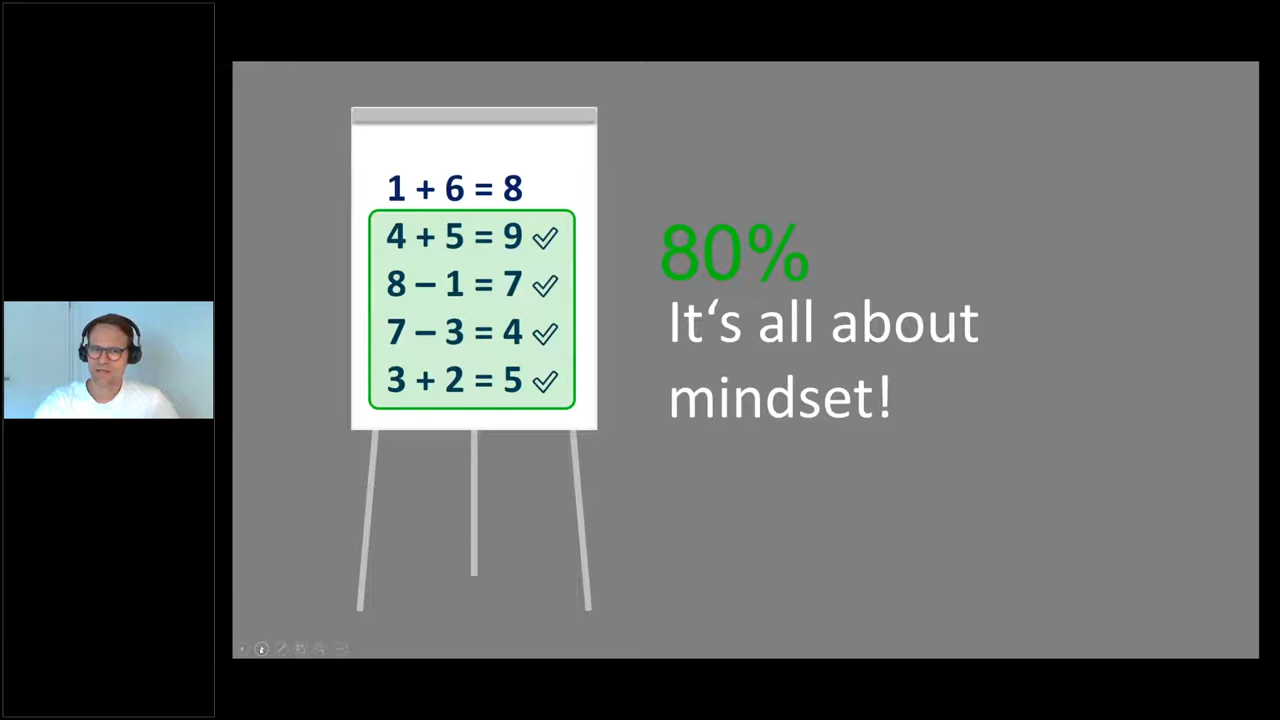 1 + 6 = 8
4 + 5 = 9 ✓
8 – 1 = 7 ✓
7 – 3 = 4 ✓
3 + 2 = 5 ✓
80%
It‘s all about
mindset!